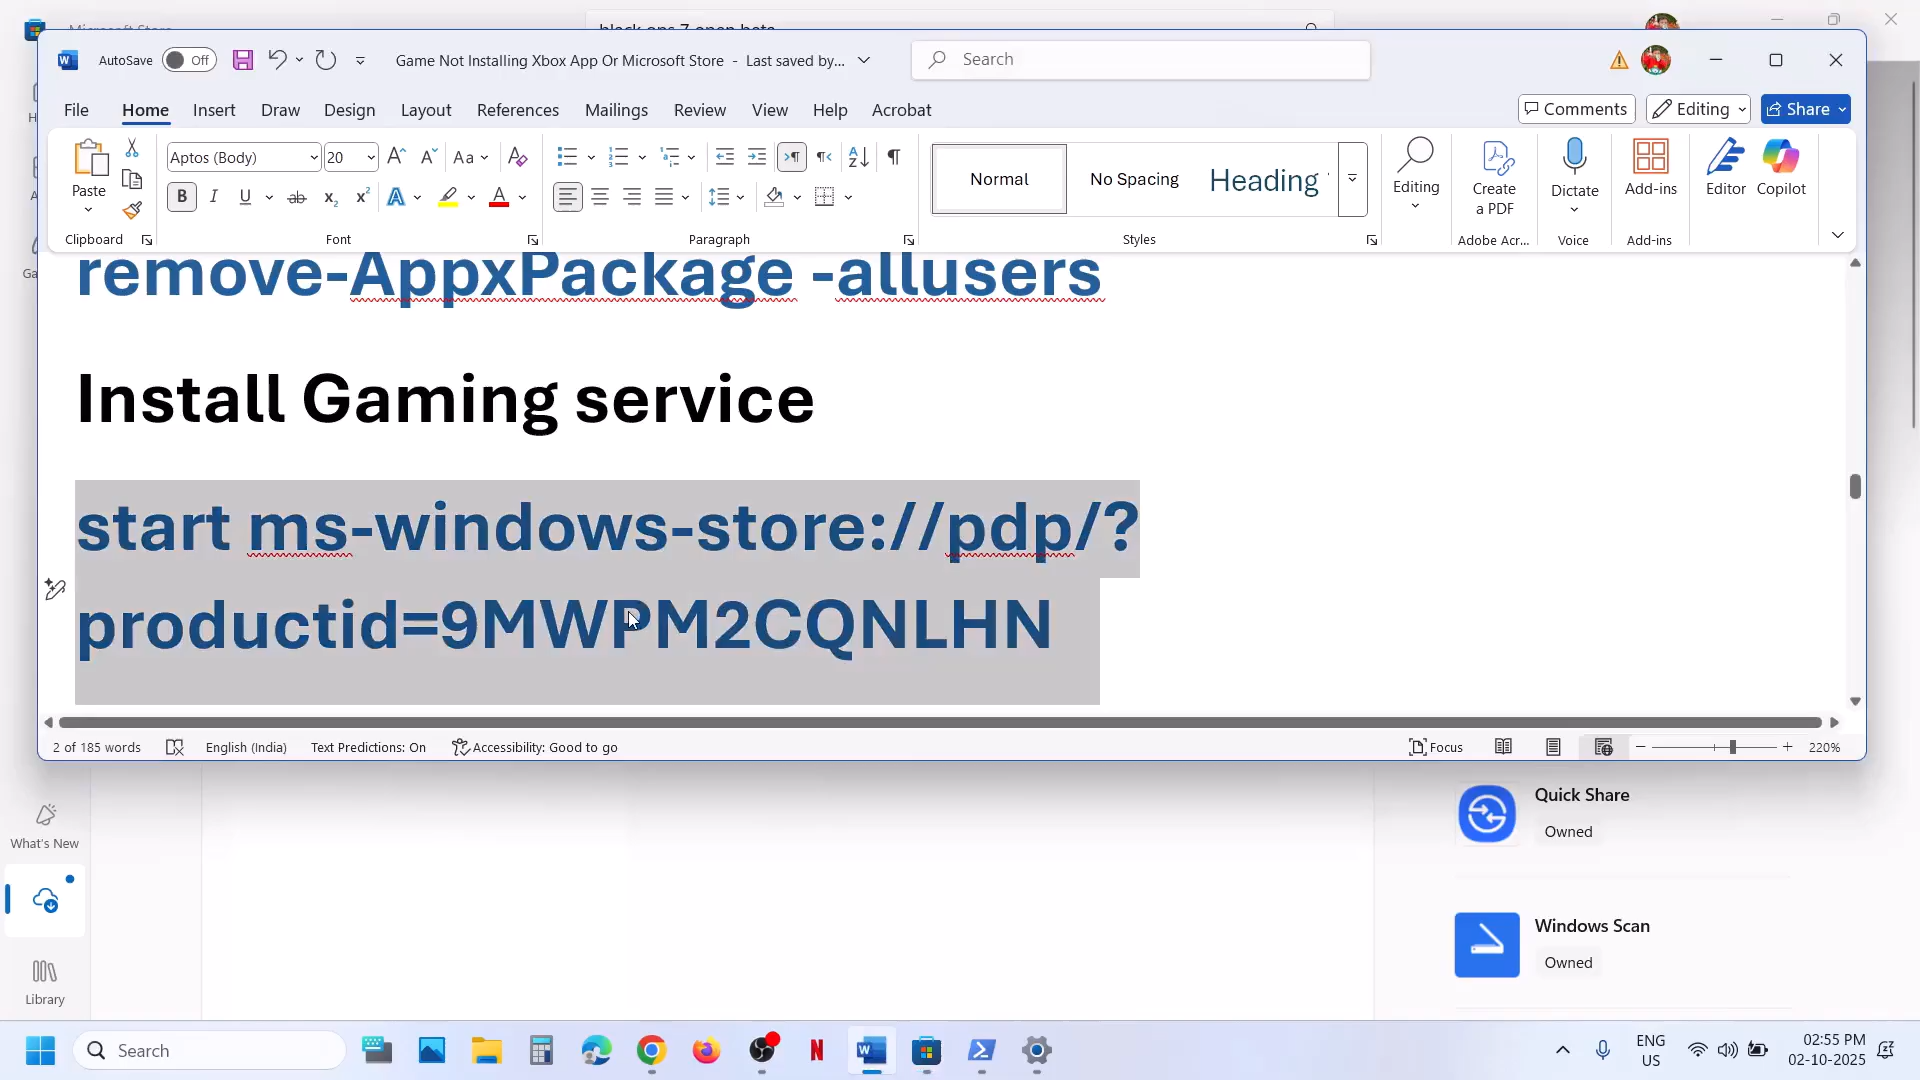 Microsoft Store
block ops 7 open beta
AutoSave Off
Game Not Installing Xbox App Or Microsoft Store - Last saved by...
Search
File Home Insert Draw Design Layout References Mailings Review View Help Acrobat
Comments Editing Share
Paste
Clipboard
Aptos (Body) 20
Font
Paragraph
Normal
No Spacing
Heading
Styles
Editing
Create a PDF
Adobe Acr...
Dictate
Voice
Add-ins
Add-ins
Editor
Copilot
remove-AppxPackage -allusers
Install Gaming service
start ms-windows-store://pdp/?
productid=9MWPM2CQNLHN
2 of 185 words English (India) Text Predictions: On Accessibility: Good to go
Focus 220%
What's New
Library
Quick Share
Owned
Windows Scan
Owned
Search
ENG
US
02:55 PM
02-10-2025